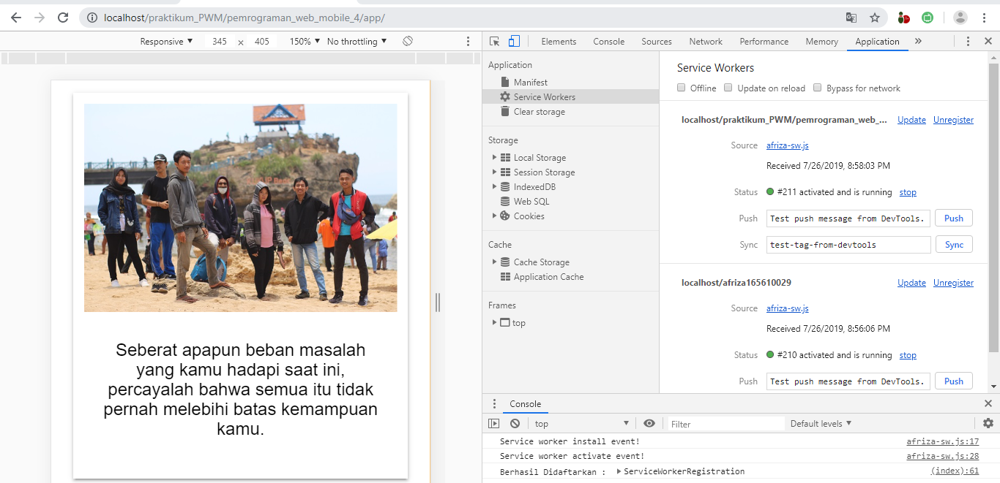 localhost/praktikum_PWM/pemrograman_web_mobile_4/app/
Responsive ▼ 345 × 405 150% ▼ No throttling ▼
Elements Console Sources Network Performance Memory Application »
Application
Manifest
Service Workers
Clear storage
Storage
Local Storage
Session Storage
IndexedDB
Web SQL
Cookies
Cache
Cache Storage
Application Cache
Frames
top
Service Workers
Offline Update on reload Bypass for network
localhost/praktikum_PWM/pemrograman_web_... Update Unregister
Source afriza-sw.js
Received 7/26/2019, 8:58:03 PM
Status #211 activated and is running stop
Push Test push message from DevTools. Push
Sync test-tag-from-devtools Sync
localhost/afriza165610029 Update Unregister
Source afriza-sw.js
Received 7/26/2019, 8:56:06 PM
Status #210 activated and is running stop
Push Test push message from DevTools. Push
Seberat apapun beban masalah
yang kamu hadapi saat ini,
percayalah bahwa semua itu tidak
pernah melebihi batas kemampuan
kamu.
Console
top ▼ Filter Default levels ▼
Service worker install event! afriza-sw.js:17
Service worker activate event! afriza-sw.js:28
Berhasil Didaftarkan : ▶ServiceWorkerRegistration (index):61